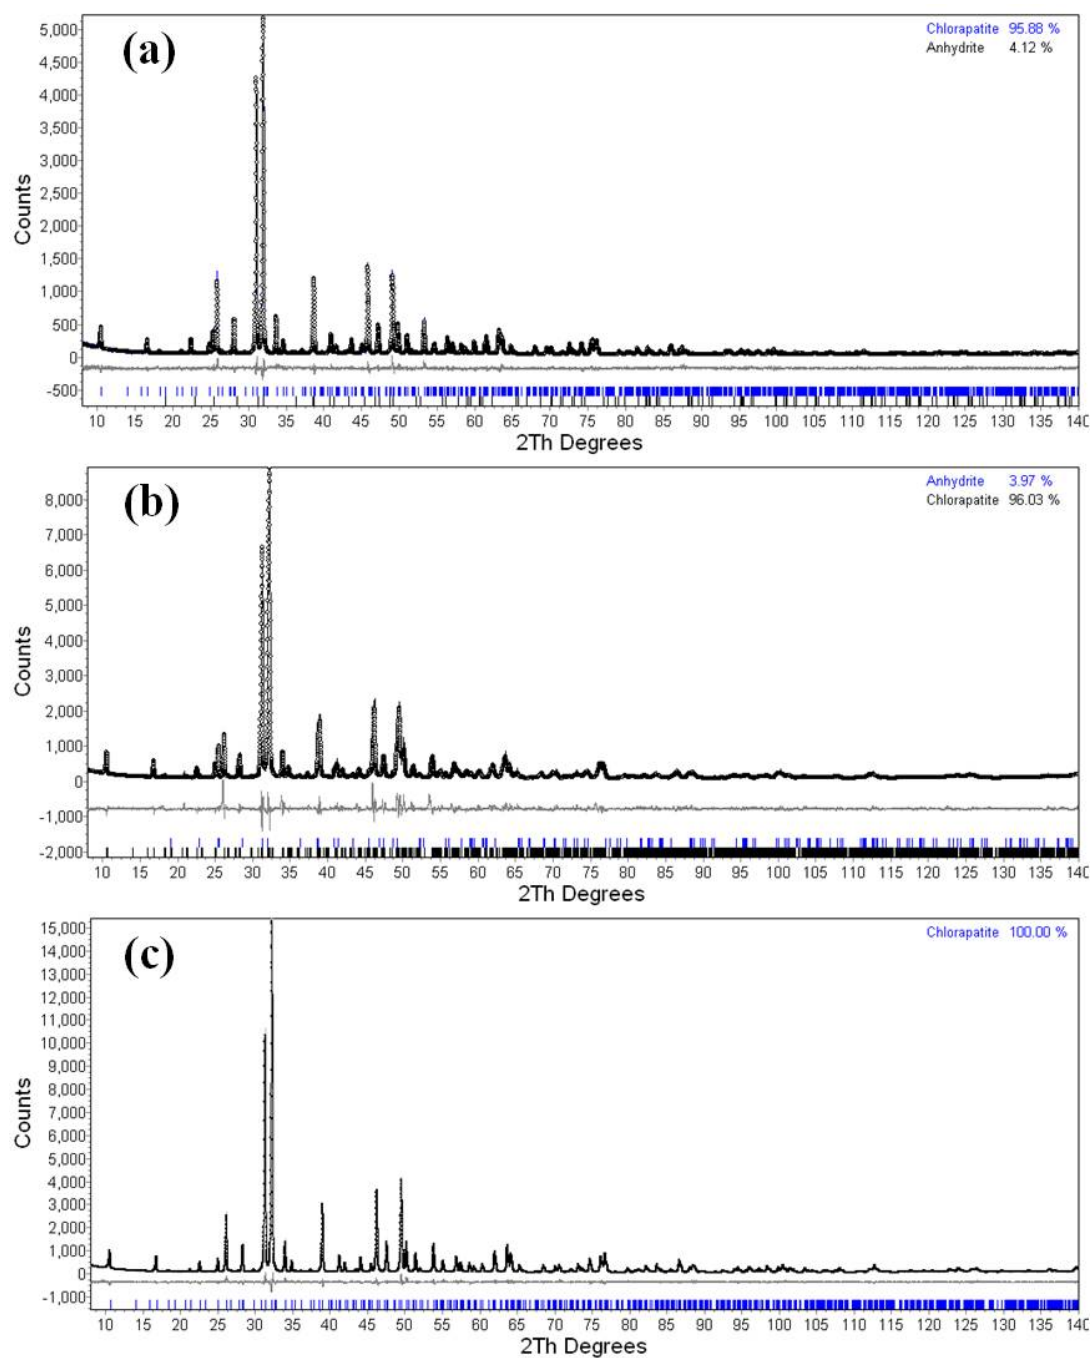 (a)
Chlorapatite 95.88 %
Anhydrite 4.12 %
5,000
4,500
4,000
3,500
3,000
2,500
2,000
1,500
1,000
500
0
-500
Counts
10 15 20 25 30 35 40 45 50 55 60 65 70 75 80 85 90 95 100 105 110 115 120 125 130 135 140
2Th Degrees
(b)
Anhydrite 3.97 %
Chlorapatite 96.03 %
8,000
7,000
6,000
5,000
4,000
3,000
2,000
1,000
0
-1,000
-2,000
Counts
10 15 20 25 30 35 40 45 50 55 60 65 70 75 80 85 90 95 100 105 110 115 120 125 130 135 140
2Th Degrees
(c)
Chlorapatite 100.00 %
15,000
14,000
13,000
12,000
11,000
10,000
9,000
8,000
7,000
6,000
5,000
4,000
3,000
2,000
1,000
0
-1,000
Counts
10 15 20 25 30 35 40 45 50 55 60 65 70 75 80 85 90 95 100 105 110 115 120 125 130 135 140
2Th Degrees